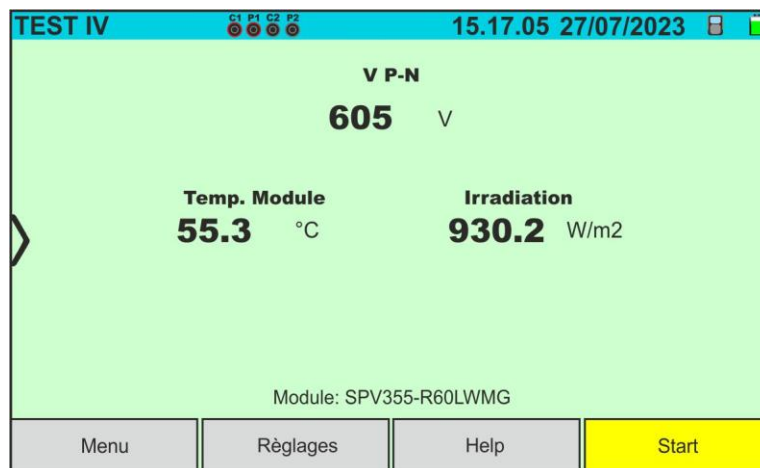 TEST IV C1 P1 C2 P2 15.17.05 27/07/2023
V P-N
605 V
Temp. Module Irradiation
55.3 °C 930.2 W/m2
Module: SPV355-R60LWMG
Menu Règlages Help Start